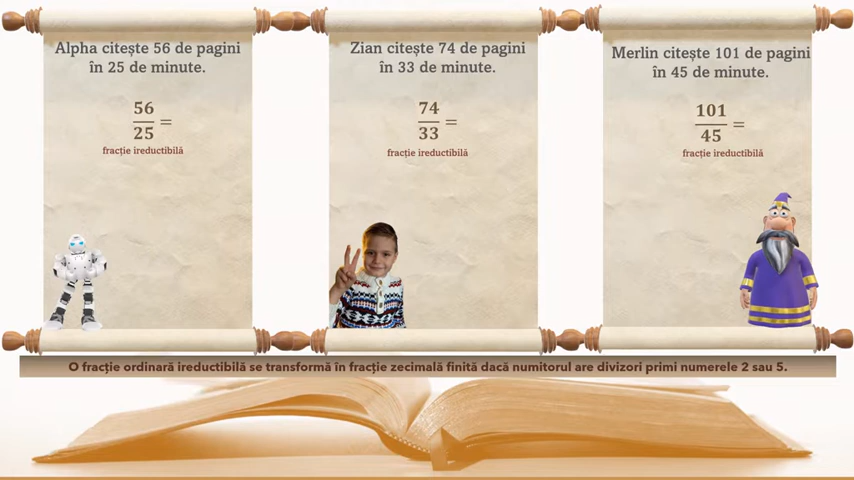 Alpha citește 56 de pagini
în 25 de minute.
56
25
=
fracție ireductibilă
Zian citește 74 de pagini
în 33 de minute.
74
33
=
fracție ireductibilă
Merlin citește 101 de pagini
în 45 de minute.
101
45
=
fracție ireductibilă
O fracție ordinară ireductibilă se transformă în fracție zecimală finită dacă numitorul are divizori primi numerele 2 sau 5.